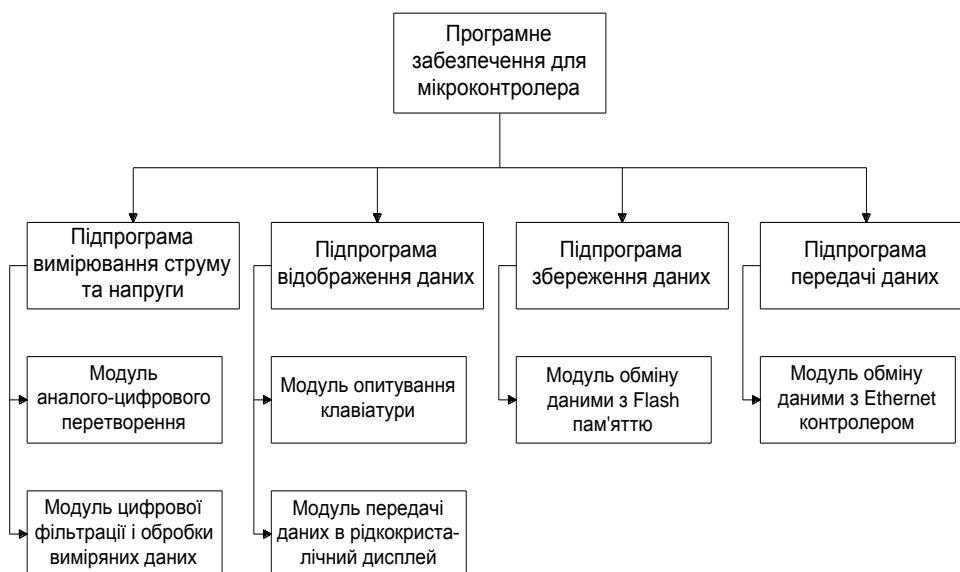 Програмне
забезпечення для
мікроконтролера
Підпрограма
вимірювання струму
та напруги
Підпрограма
відображення даних
Підпрограма
збереження даних
Підпрограма
передачі даних
Модуль
аналого-цифрового
перетворення
Модуль опитування
клавіатури
Модуль обміну
даними з Flash
пам'яттю
Модуль обміну
даними з Ethernet
контролером
Модуль цифрової
фільтрації і обробки
виміряних даних
Модуль передачі
даних в рідкокриста-
лічний дисплей